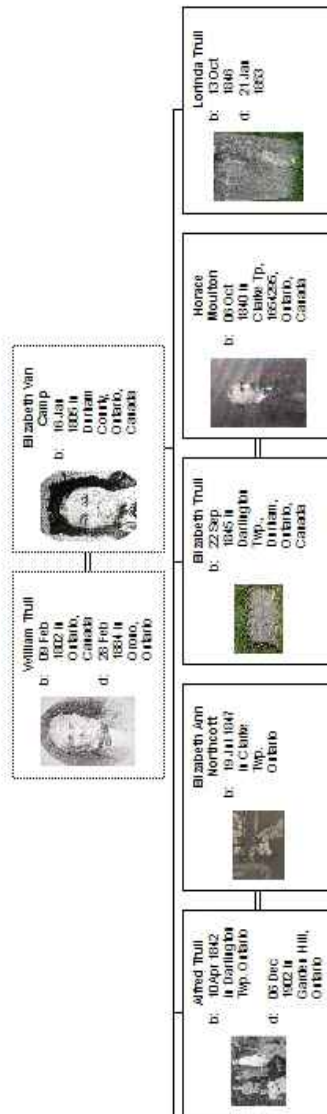 William Trull
b: 09 Feb
1802 in
Ontario,
Canada
d: 28 Feb
1884 in
Orono,
Ontario
Elizabeth Van
Camp
b: 16 Jan
1805 in
Durham
County,
Ontario,
Canada
Alfred Trull
b: 10 Apr 1842
in Darlington
Twp. Ontario
d: 06 Dec
1902 in
Garden Hill,
Ontario
Elizabeth Ann
Northcott
b: 19 Jul 1847
in Clarke
Twp.
Ontario
Elizabeth Trull
b: 22 Sep
1845 in
Darlington
Twp.,
Durham,
Ontario,
Canada
Horace
Moulton
b: 06 Oct
1840 in
Clarke Tp,
1654295,
Ontario,
Canada
Lorinda Trull
b: 13 Oct
1846
d: 21 Jan
1853